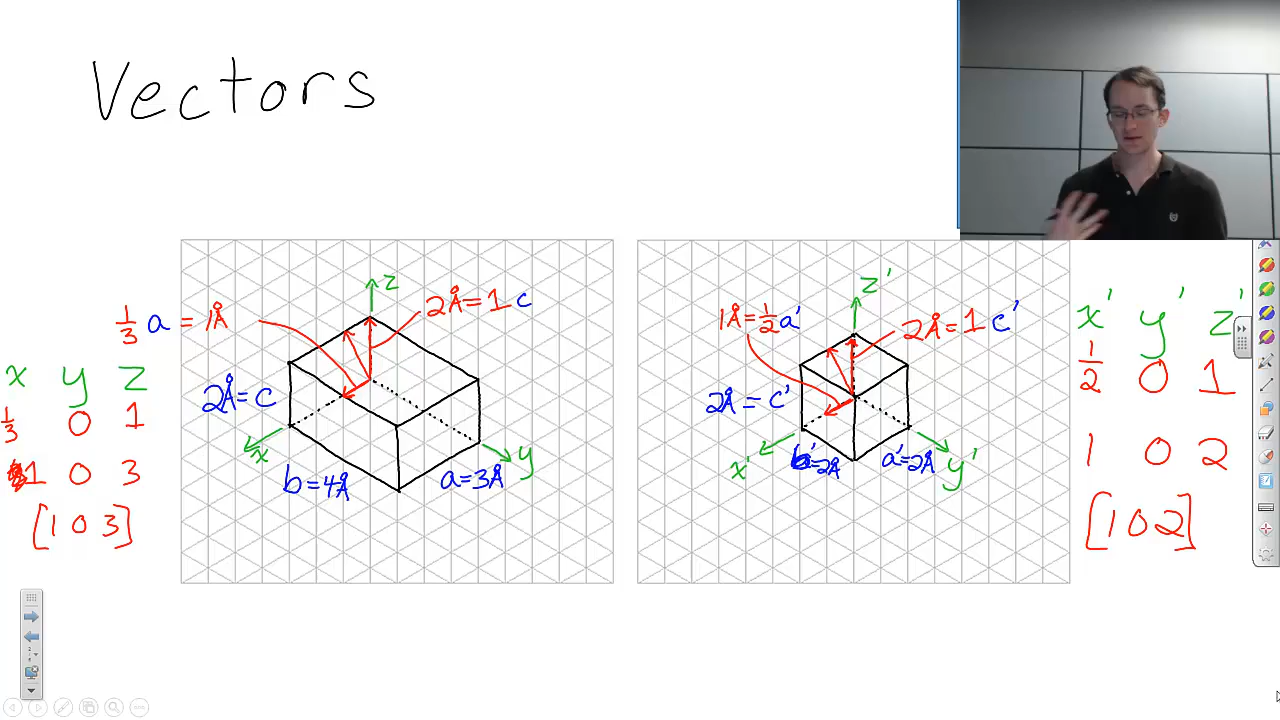 Vectors
z
1/3 a = 1Å
2Å = 1 c
x y z
1/3 0 1
1 0 3
[1 0 3]
2Å = c
x
b = 4Å
a = 3Å
y
z'
1Å = 1/2 a'
2Å = 1 c'
2Å = c'
x'
b' = 2Å
a' = 2Å
y'
x' y' z'
1/2 0 1
1 0 2
[1 0 2]